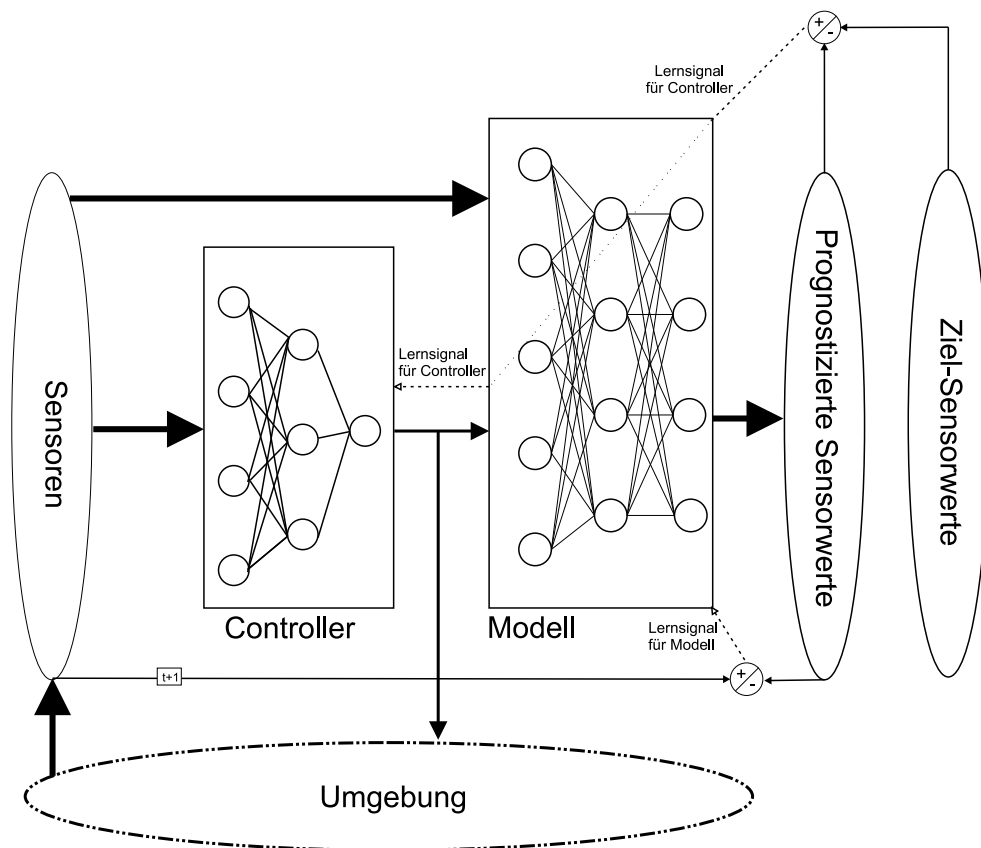 +
-
Lernsignal
für Controller
Sensoren
Lernsignal
für Controller
Prognostizierte Sensorwerte
Ziel-Sensorwerte
Controller
Modell
Lernsignal
für Modell
t+1
+
-
Umgebung